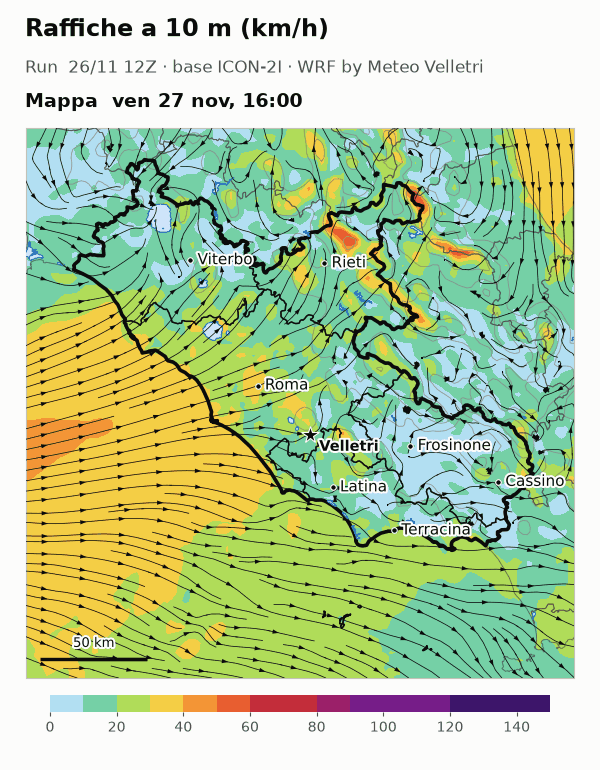 Raffiche a 10 m (km/h)
Run  26/11 12Z · base ICON-2I · WRF by Meteo Velletri
Mappa  ven 27 nov, 16:00
Viterbo
Rieti
Roma
Velletri
Frosinone
Cassino
Latina
Terracina
50 km
0 20 40 60 80 100 120 140